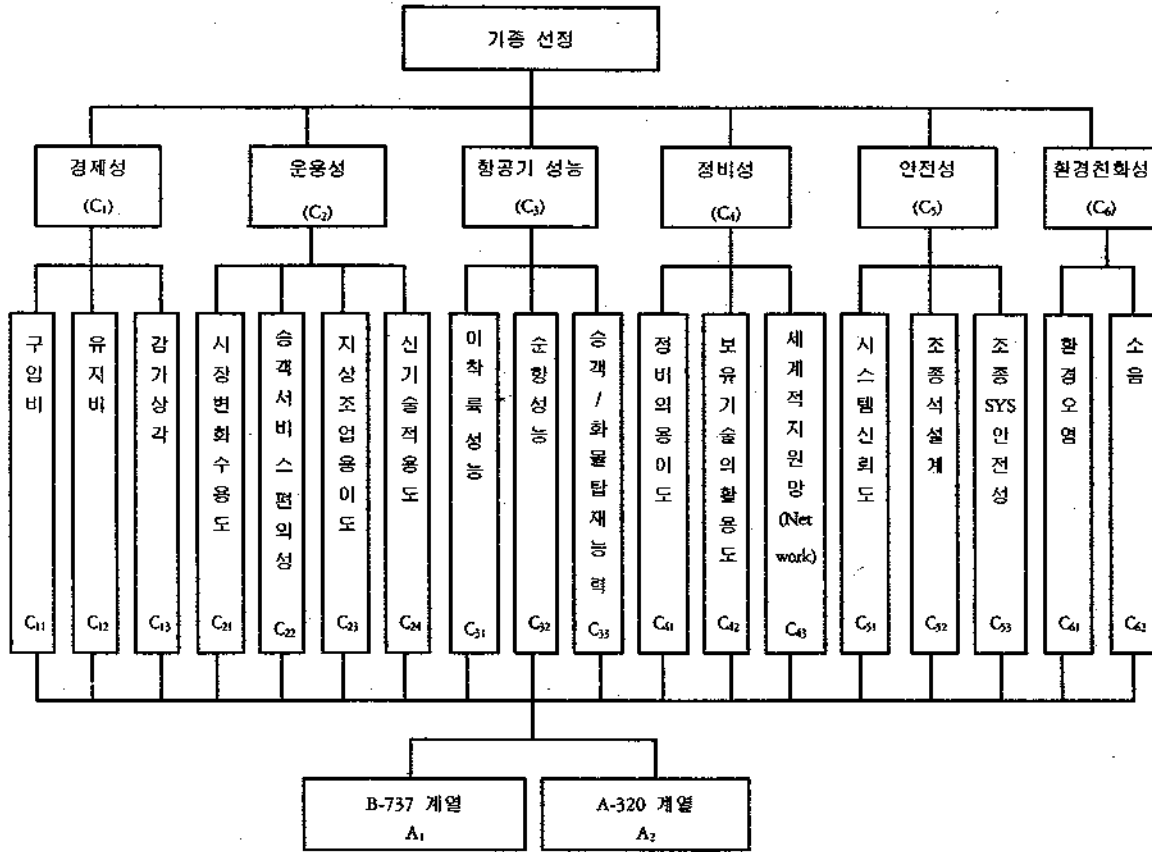 기종 선정
경제성
(C₁)
운용성
(C₂)
항공기 성능
(C₃)
정비성
(C₄)
안전성
(C₅)
환경친화성
(C₆)
구입비
C₁₁
유지비
C₁₂
감가상각
C₁₃
시장변화수용도
C₂₁
승객서비스편의성
C₂₂
지상조업용이도
C₂₃
신기술적용도
C₂₄
이착륙성능
C₃₁
순항성능
C₃₂
승객/화물탑재능력
C₃₃
정비의용이도
C₄₁
보유기술의활용도
C₄₂
세계적지원망
(Net
work)
C₄₃
시스템신뢰도
C₅₁
조종석설계
C₅₂
조종
SYS
안전성
C₅₃
환경오염
C₆₁
소음
C₆₂
B-737 계열
A₁
A-320 계열
A₂